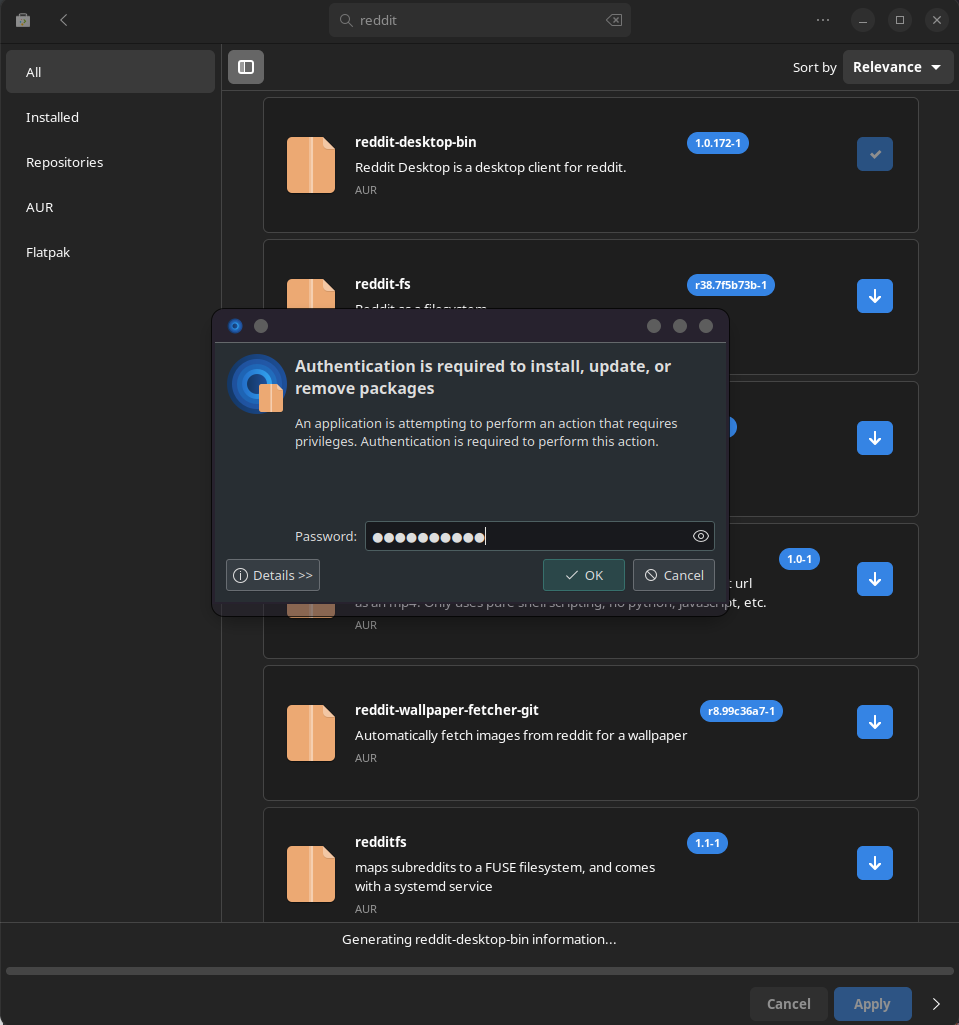 reddit
All
Installed
Repositories
AUR
Flatpak
Sort by Relevance
reddit-desktop-bin
1.0.172-1
Reddit Desktop is a desktop client for reddit.
AUR
reddit-fs
r38.7f5b73b-1
Reddit as a filesystem
Authentication is required to install, update, or
remove packages
An application is attempting to perform an action that requires
privileges. Authentication is required to perform this action.
Password:
Details >>
OK
Cancel
1.0-1
url
as an mp4. Only uses pure shell scripting, no python, javascript, etc.
AUR
reddit-wallpaper-fetcher-git
r8.99c36a7-1
Automatically fetch images from reddit for a wallpaper
AUR
redditfs
1.1-1
maps subreddits to a FUSE filesystem, and comes
with a systemd service
AUR
Generating reddit-desktop-bin information...
Cancel
Apply